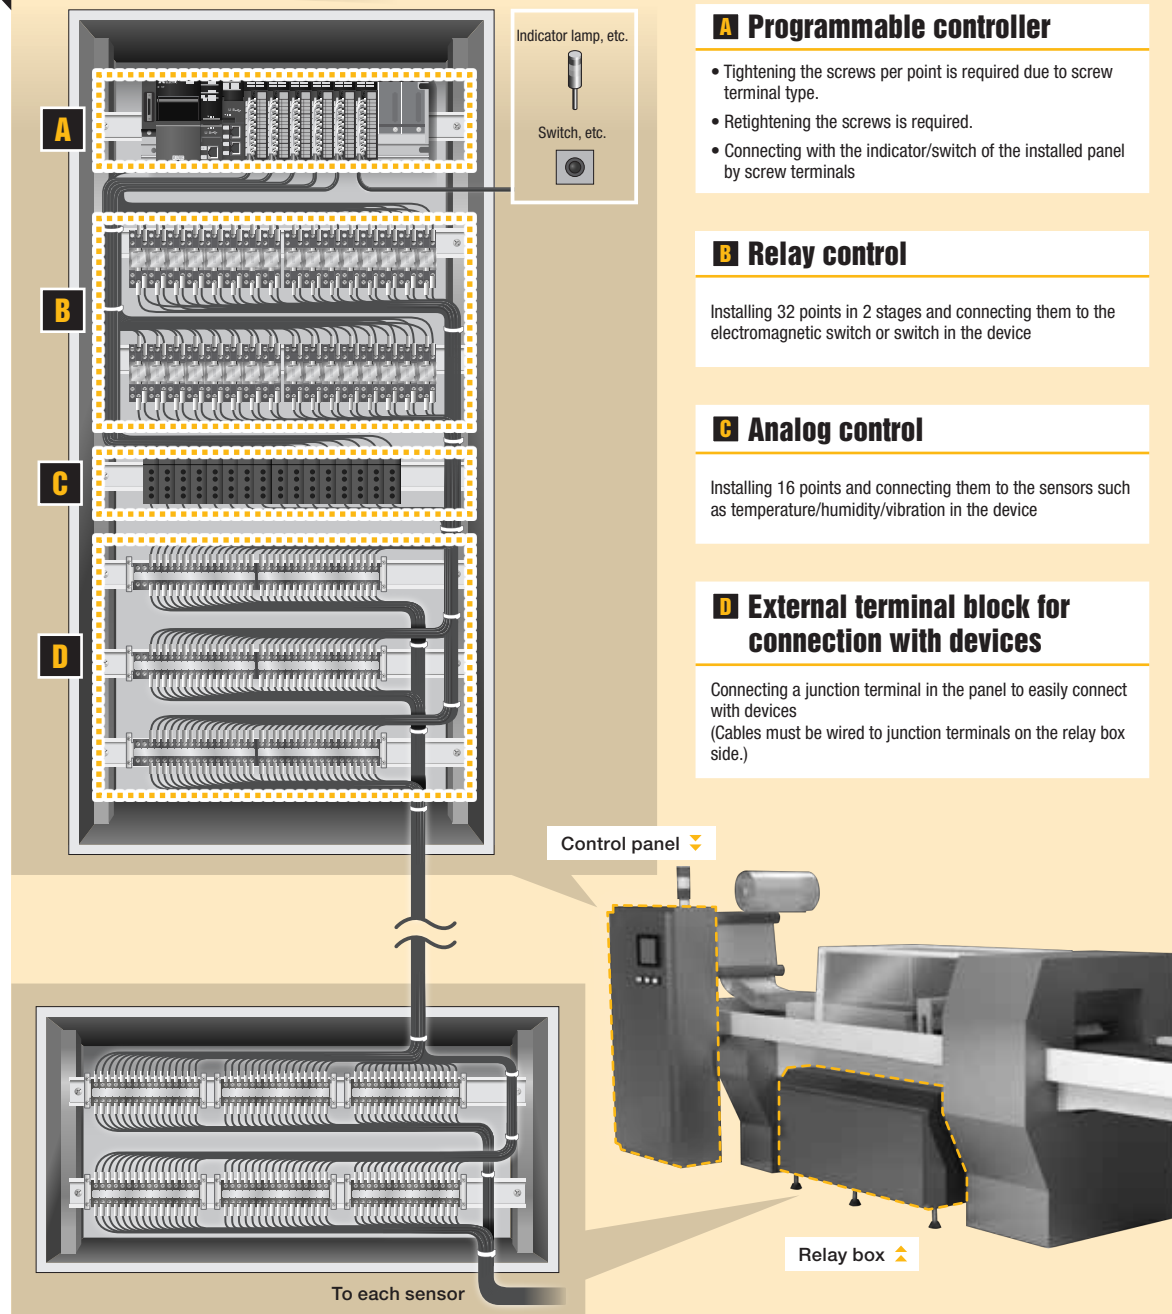 Indicator lamp, etc.
Switch, etc.
A
B
C
D
A Programmable controller
• Tightening the screws per point is required due to screw
terminal type.
• Retightening the screws is required.
• Connecting with the indicator/switch of the installed panel
by screw terminals
B Relay control
Installing 32 points in 2 stages and connecting them to the
electromagnetic switch or switch in the device
C Analog control
Installing 16 points and connecting them to the sensors such
as temperature/humidity/vibration in the device
D External terminal block for
connection with devices
Connecting a junction terminal in the panel to easily connect
with devices
(Cables must be wired to junction terminals on the relay box
side.)
Control panel
Relay box
To each sensor